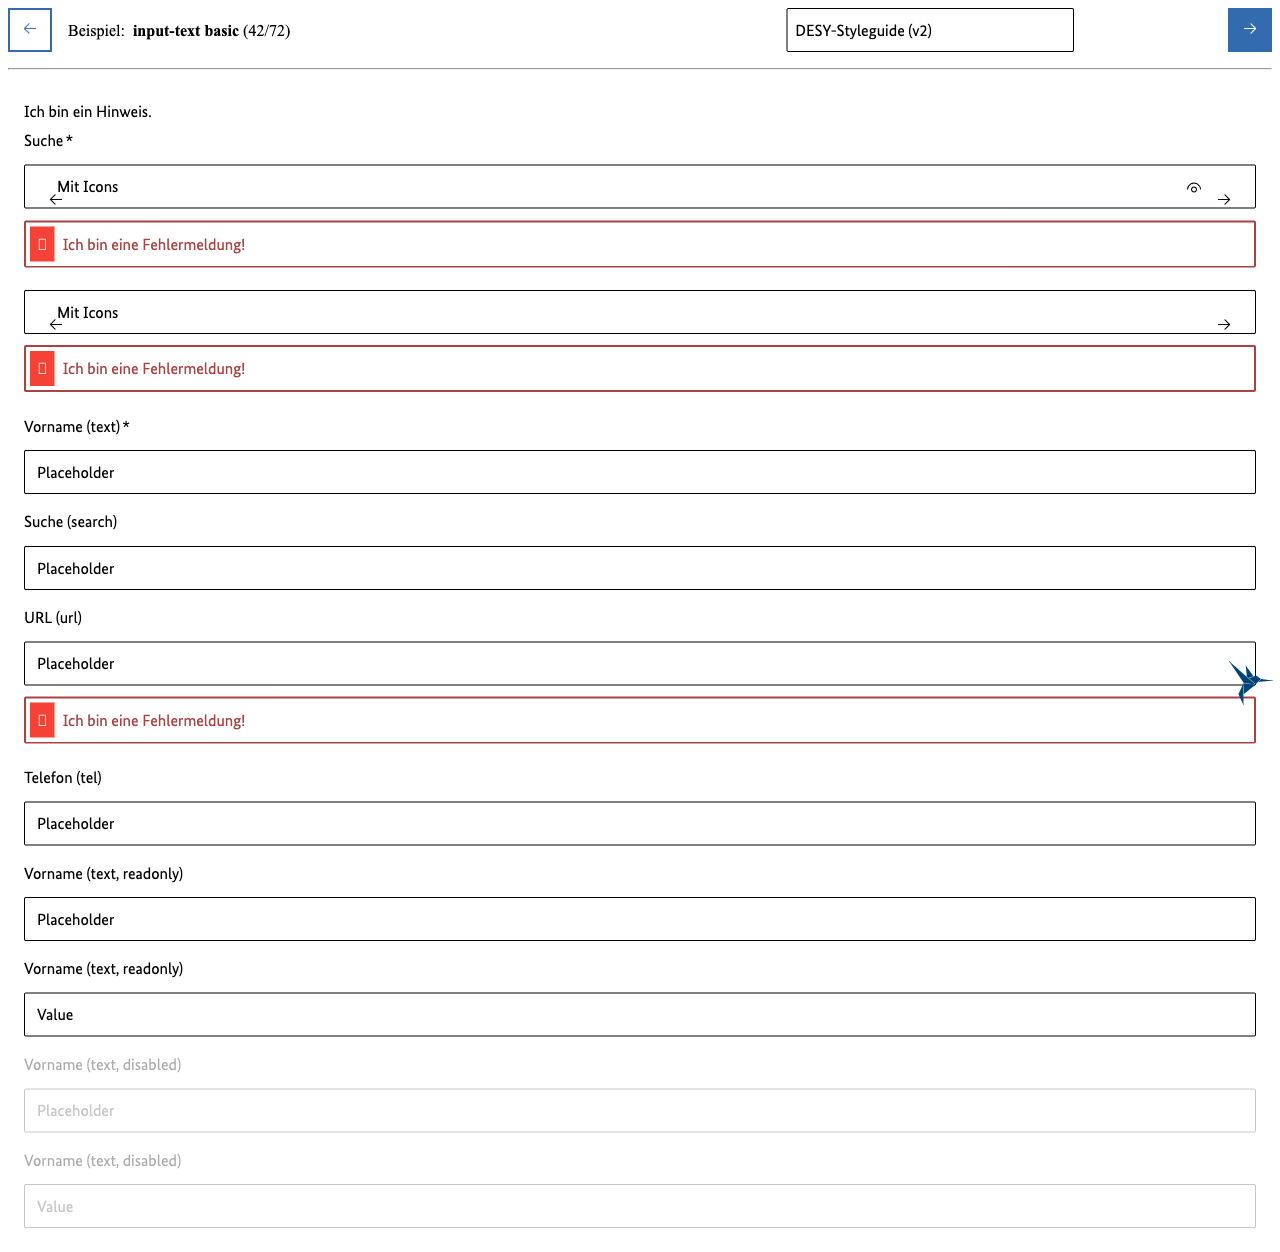 Beispiel: input-text basic (42/72)
DESY-Styleguide (v2)
Ich bin ein Hinweis.
Suche *
Mit Icons
Ich bin eine Fehlermeldung!
Mit Icons
Ich bin eine Fehlermeldung!
Vorname (text) *
Placeholder
Suche (search)
Placeholder
URL (url)
Placeholder
Ich bin eine Fehlermeldung!
Telefon (tel)
Placeholder
Vorname (text, readonly)
Placeholder
Vorname (text, readonly)
Value
Vorname (text, disabled)
Placeholder
Vorname (text, disabled)
Value